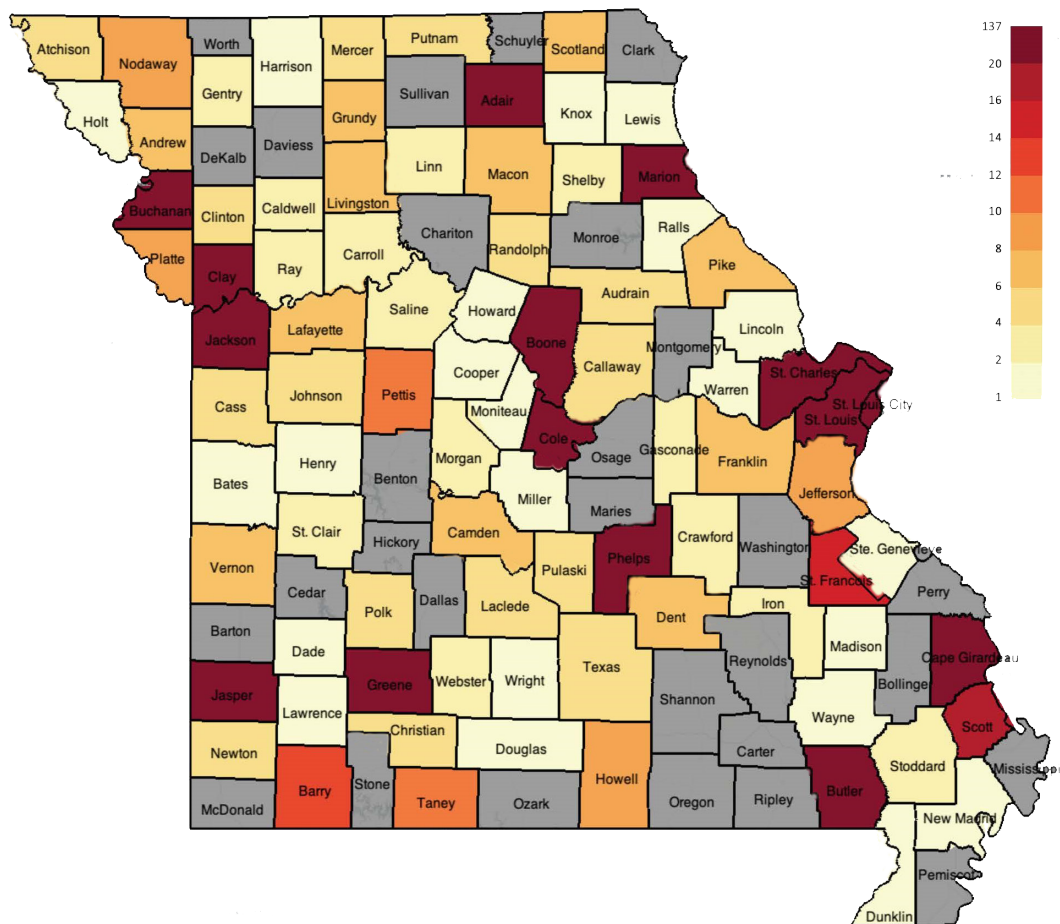 Atchison
Nodaway
Worth
Harrison
Mercer
Putnam
Schuyler
Scotland
Clark
137
20
16
14
12
10
8
6
4
2
1
Holt
Gentry
Sullivan
Adair
Knox
Lewis
Andrew
DeKalb
Daviess
Grundy
Linn
Macon
Shelby
Marion
Buchanan
Clinton
Caldwell
Livingston
Chariton
Randolph
Monroe
Ralls
Pike
Platte
Clay
Ray
Carroll
Saline
Howard
Audrain
Lincoln
Jackson
Lafayette
Boone
Callaway
Montgomery
Warren
St. Charles
St. Louis City
St. Louis
Cass
Johnson
Pettis
Cooper
Moniteau
Cole
Osage
Gasconade
Franklin
Jefferson
Bates
Henry
Benton
Morgan
Miller
Maries
St. Clair
Hickory
Camden
Pulaski
Phelps
Crawford
Washington
Ste. Genevieve
St. Francois
Perry
Vernon
Cedar
Polk
Dallas
Laclede
Dent
Iron
Madison
Bollinger
Cape Girardeau
Barton
Dade
Greene
Webster
Wright
Texas
Shannon
Reynolds
Wayne
Scott
Jasper
Lawrence
Christian
Douglas
Howell
Carter
Butler
Stoddard
Mississippi
Newton
McDonald
Barry
Stone
Taney
Ozark
Oregon
Ripley
New Madrid
Pemiscot
Dunklin